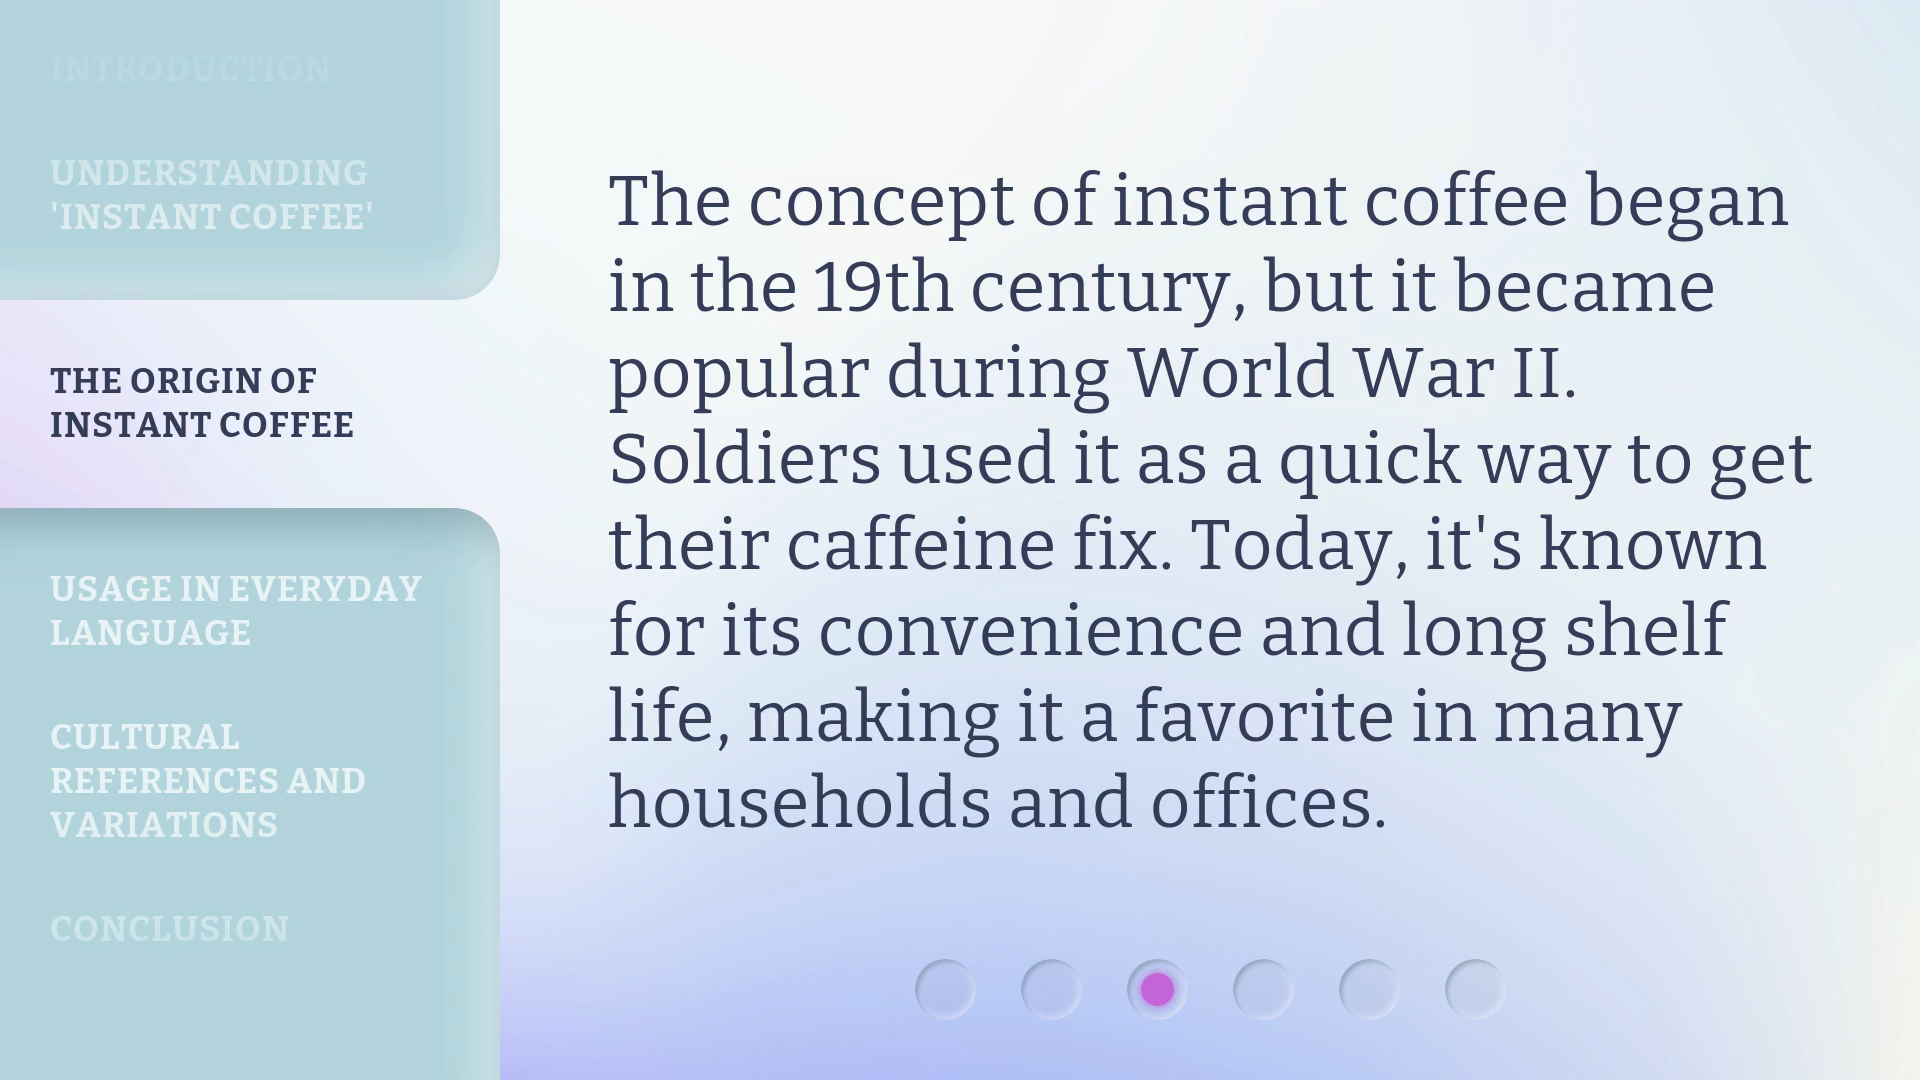 INTRODUCTION
UNDERSTANDING
'INSTANT COFFEE'
THE ORIGIN OF
INSTANT COFFEE
USAGE IN EVERYDAY
LANGUAGE
CULTURAL
REFERENCES AND
VARIATIONS
CONCLUSION
The concept of instant coffee began
in the 19th century, but it became
popular during World War II.
Soldiers used it as a quick way to get
their caffeine fix. Today, it's known
for its convenience and long shelf
life, making it a favorite in many
households and offices.